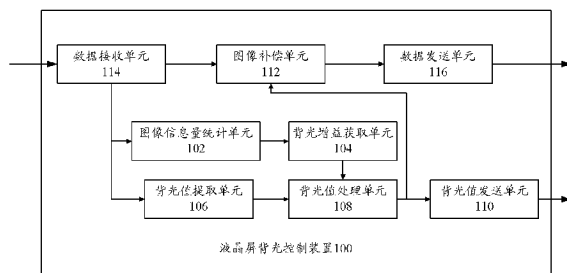 数据接收单元
114
图像补偿单元
112
数据发送单元
116
图像信息量统计单元
102
背光增益获取单元
104
背光值提取单元
106
背光值处理单元
108
背光值发送单元
110
液晶屏背光控制装置100